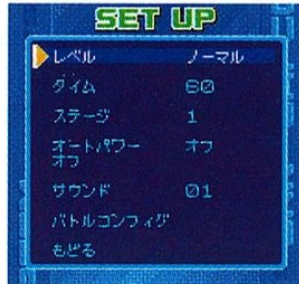 SET UP
レベル ノーマル
タイム 60
ステージ 1
オートパワー オフ
オフ
サウンド 01
バトルコンフィグ
もどる